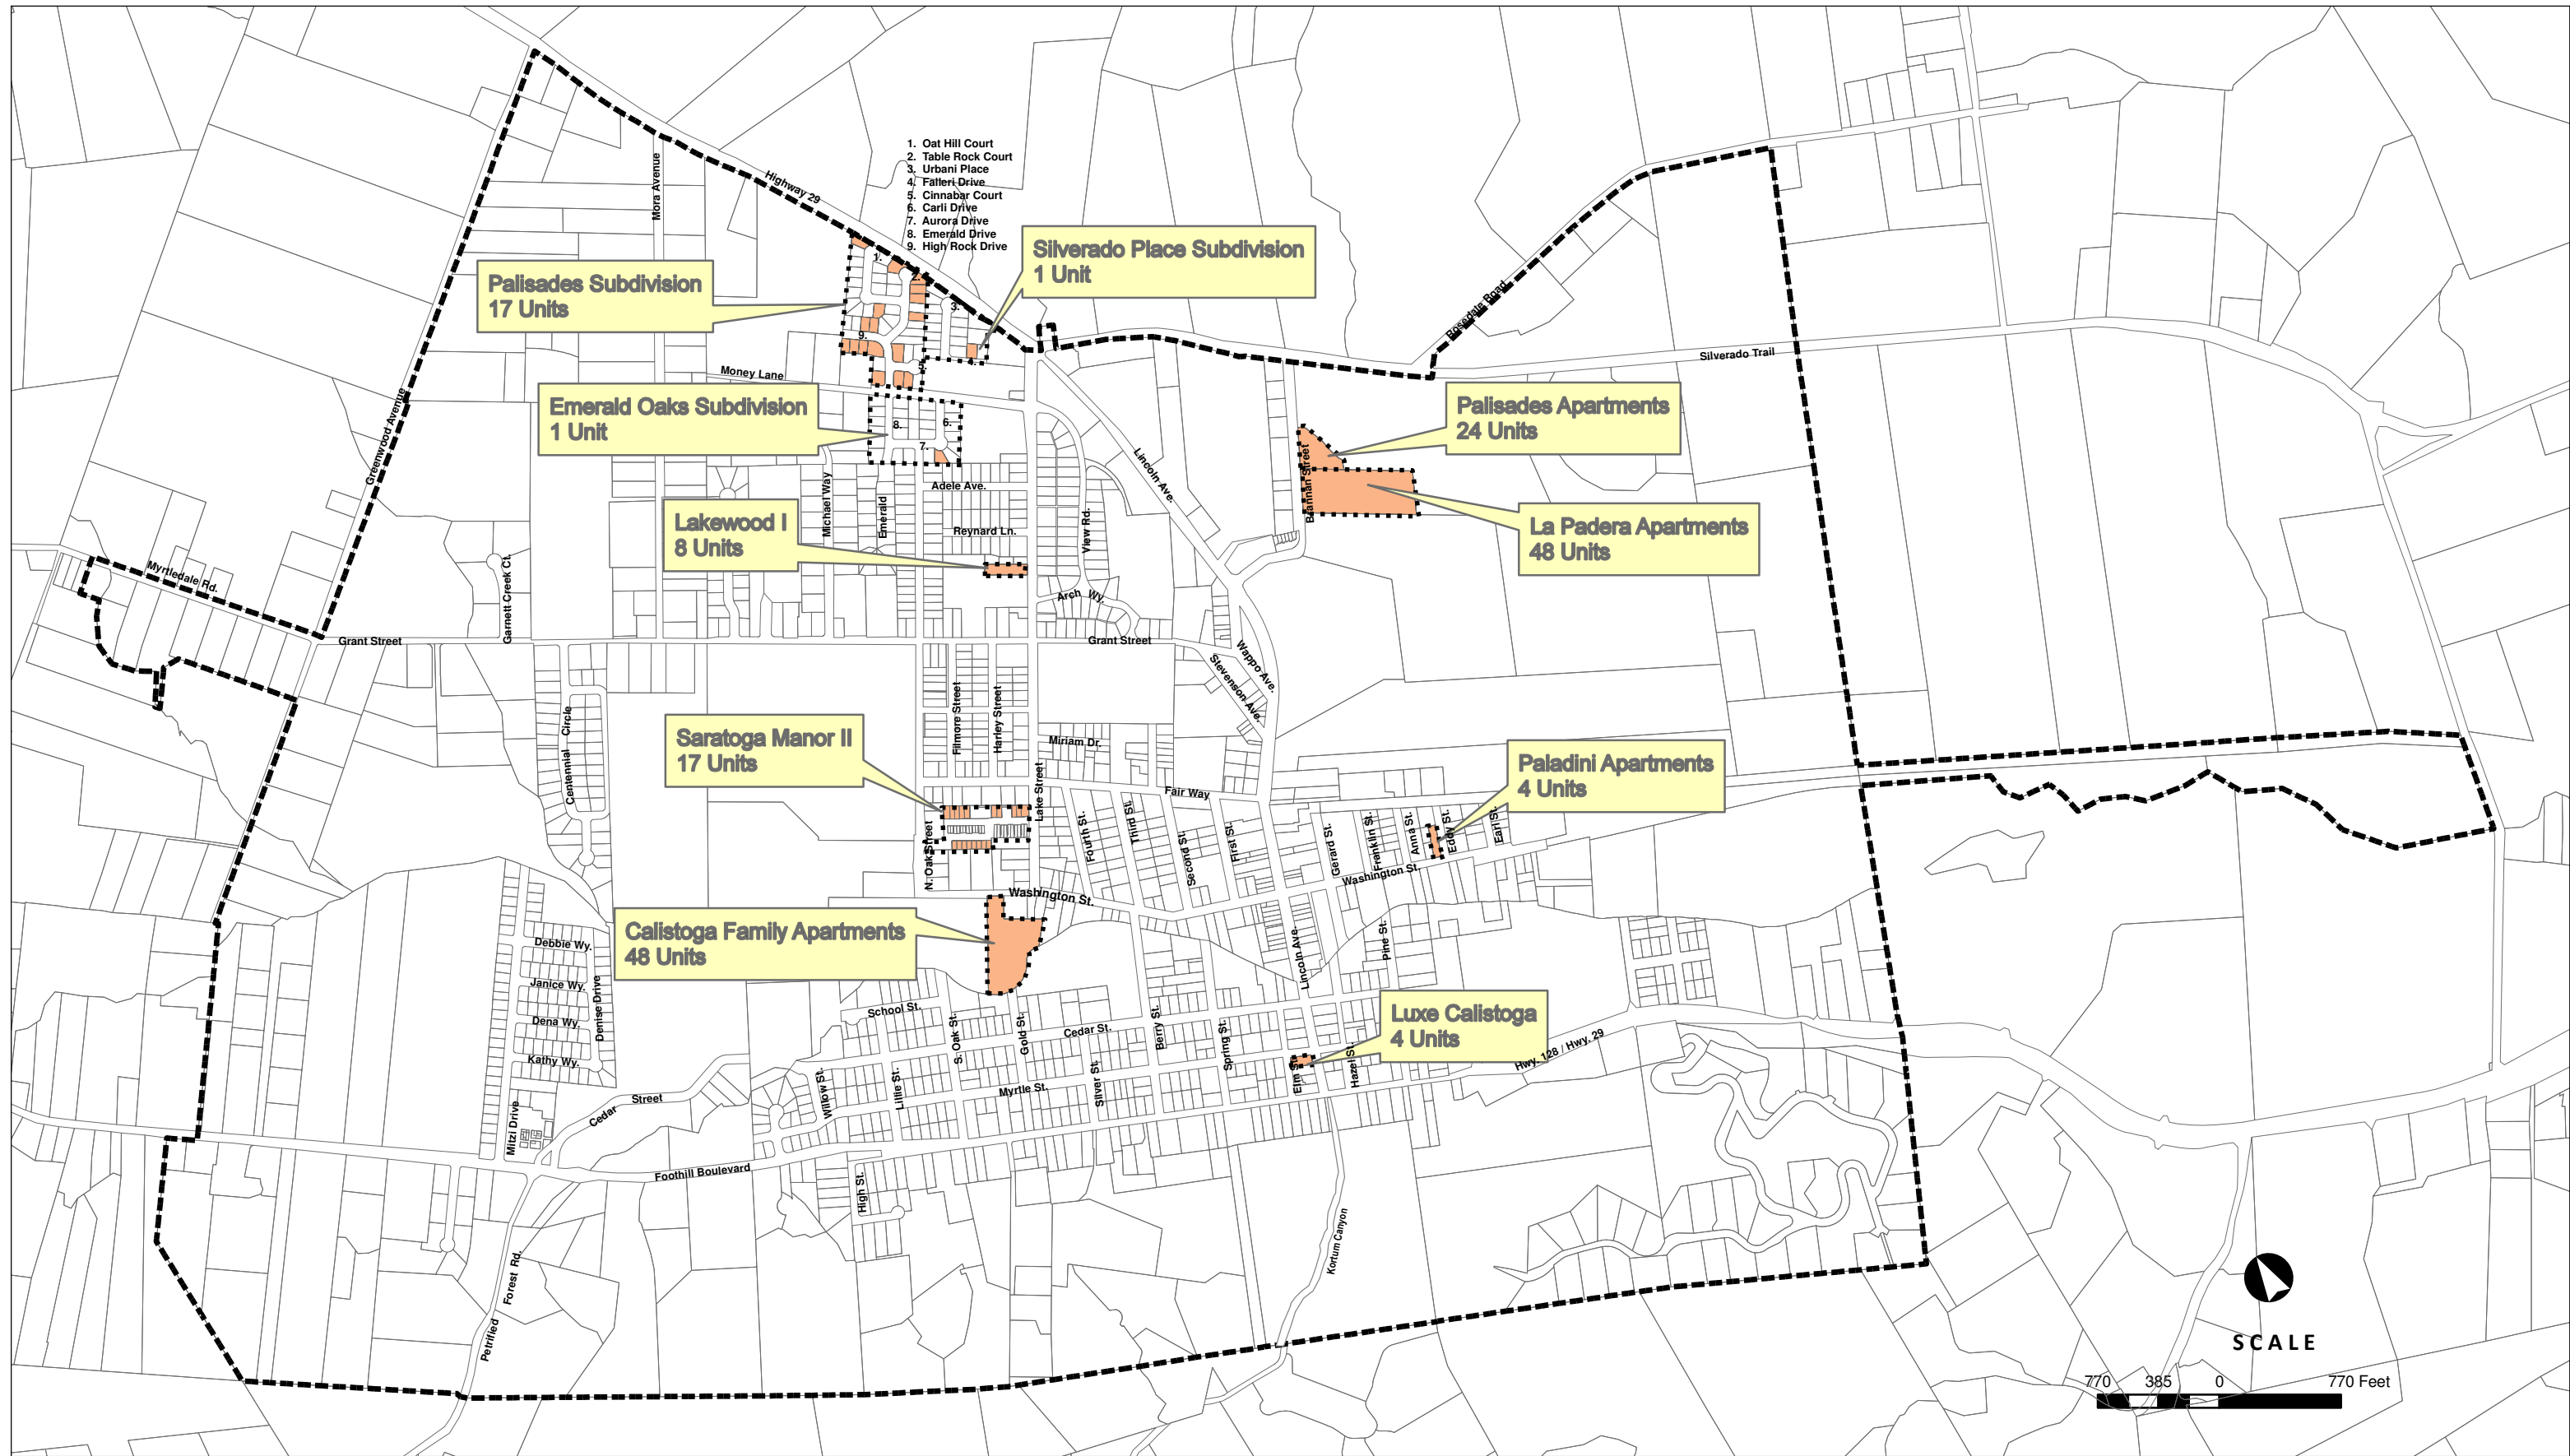 1. Oat Hill Court
2. Table Rock Court
3. Urbani Place
4. Falleri Drive
5. Cinnabar Court
6. Carli Drive
7. Aurora Drive
8. Emerald Drive
9. High Rock Drive
Mora Avenue
Highway 29
Silverado Place Subdivision
1 Unit
Palisades Subdivision
17 Units
1.
2.
3.
9.
4.
5.
Rosedale Road
Silverado Trail
Money Lane
Greenwood Avenue
Emerald Oaks Subdivision
1 Unit
8.
6.
7.
Palisades Apartments
24 Units
Lincoln Ave.
Brannan Street
Adele Ave.
Michael Way
Emerald
Lakewood I
8 Units
Reynard Ln.
View Rd.
La Padera Apartments
48 Units
Myrtledale Rd.
Garnett Creek Ct.
Arch Wy.
Grant Street
Grant Street
Wappo Ave.
Stevenson Ave.
Centennial Circle
Filmore Street
Harley Street
Miriam Dr.
Saratoga Manor II
17 Units
Lake Street
Fair Way
Paladini Apartments
4 Units
N. Oak Street
Fourth St.
Third St.
Second St.
First St.
Gerard St.
Franklin St.
Anna St.
Eddy St.
Earl St.
Washington St.
Washington St.
Calistoga Family Apartments
48 Units
Lincoln Ave.
Pine St.
Debbie Wy.
Janice Wy.
Dena Wy.
Kathy Wy.
Denise Drive
School St.
S. Oak St.
Gold St.
Cedar St.
Berry St.
Spring St.
Luxe Calistoga
4 Units
Elm St.
Hazel St.
Hwy. 128 / Hwy. 29
Willow St.
Lillie St.
Myrtle St.
Silver St.
Cedar Street
Mitzi Drive
Foothill Boulevard
High St.
Kortum Canyon
Petrified Forest Rd.
SCALE
770 385 0 770 Feet